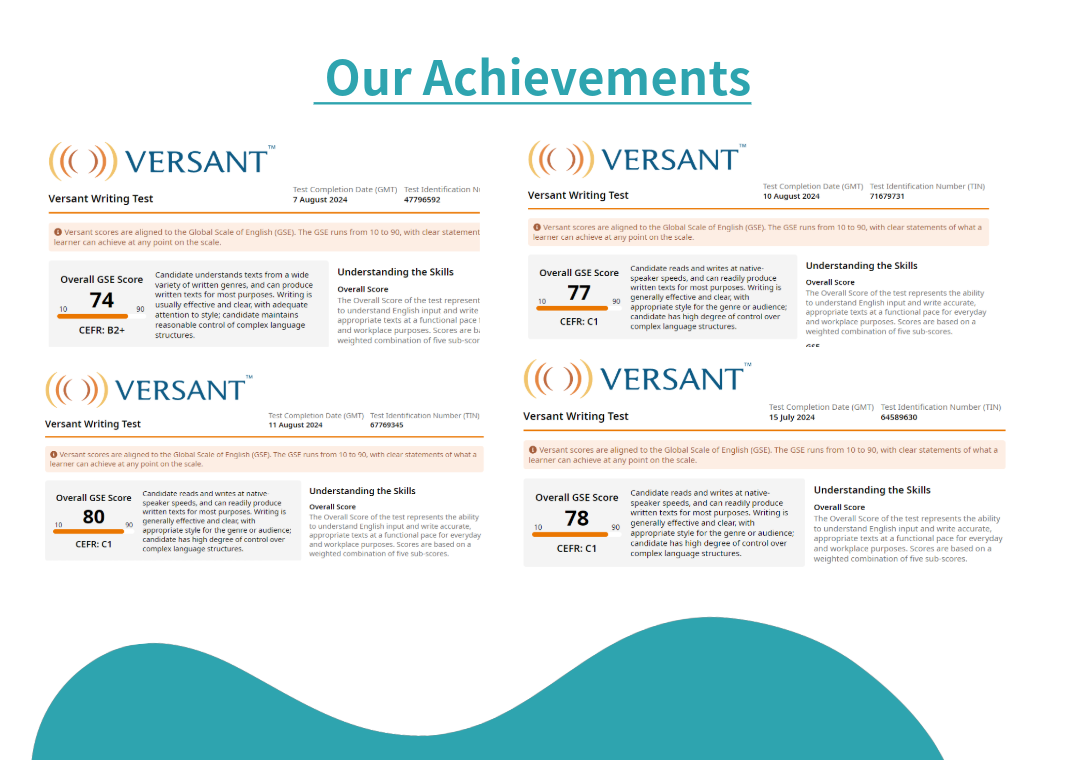 Our Achievements
VERSANT™
Versant Writing Test
Test Completion Date (GMT) Test Identification
7 August 2024 47796592
Versant scores are aligned to the Global Scale of English (GSE). The GSE runs from 10 to 90, with clear statement
learner can achieve at any point on the scale.
Overall GSE Score
74
10 90
CEFR: B2+
Candidate understands texts from a wide
variety of written genres, and can produce
written texts for most purposes. Writing is
usually effective and clear, with adequate
attention to style; candidate maintains
reasonable control of complex language
structures.
Understanding the Skills
Overall Score
The Overall Score of the test represent
to understand English input and write
appropriate texts at a functional pace
and workplace purposes. Scores are
weighted combination of five sub-scor
VERSANT™
Versant Writing Test
Test Completion Date (GMT) Test Identification Number (TIN)
10 August 2024 71679731
Versant scores are aligned to the Global Scale of English (GSE). The GSE runs from 10 to 90, with clear statements of what a
learner can achieve at any point on the scale.
Overall GSE Score
77
10 90
CEFR: C1
Candidate reads and writes at native-
speaker speeds, and can readily produce
written texts for most purposes. Writing is
generally effective and clear, with
appropriate style for the genre or audience;
candidate has high degree of control over
complex language structures.
Understanding the Skills
Overall Score
The Overall Score of the test represents the ability
to understand English input and write accurate,
appropriate texts at a functional pace for everyday
and workplace purposes. Scores are based on a
weighted combination of five sub-scores.
GSE
VERSANT™
Versant Writing Test
Test Completion Date (GMT) Test Identification Number (TIN)
11 August 2024 67769345
Versant scores are aligned to the Global Scale of English (GSE). The GSE runs from 10 to 90, with clear statements of what a
learner can achieve at any point on the scale.
Overall GSE Score
80
10 90
CEFR: C1
Candidate reads and writes at native-
speaker speeds, and can readily produce
written texts for most purposes. Writing is
generally effective and clear, with
appropriate style for the genre or audience;
candidate has high degree of control over
complex language structures.
Understanding the Skills
Overall Score
The Overall Score of the test represents the ability
to understand English input and write accurate,
appropriate texts at a functional pace for everyday
and workplace purposes. Scores are based on a
weighted combination of five sub-scores.
VERSANT™
Versant Writing Test
Test Completion Date (GMT) Test Identification Number (TIN)
15 July 2024 64589630
Versant scores are aligned to the Global Scale of English (GSE). The GSE runs from 10 to 90, with clear statements of what a
learner can achieve at any point on the scale.
Overall GSE Score
78
10 90
CEFR: C1
Candidate reads and writes at native-
speaker speeds, and can readily produce
written texts for most purposes. Writing is
generally effective and clear, with
appropriate style for the genre or audience;
candidate has high degree of control over
complex language structures.
Understanding the Skills
Overall Score
The Overall Score of the test represents the ability
to understand English input and write accurate,
appropriate texts at a functional pace for everyday
and workplace purposes. Scores are based on a
weighted combination of five sub-scores.